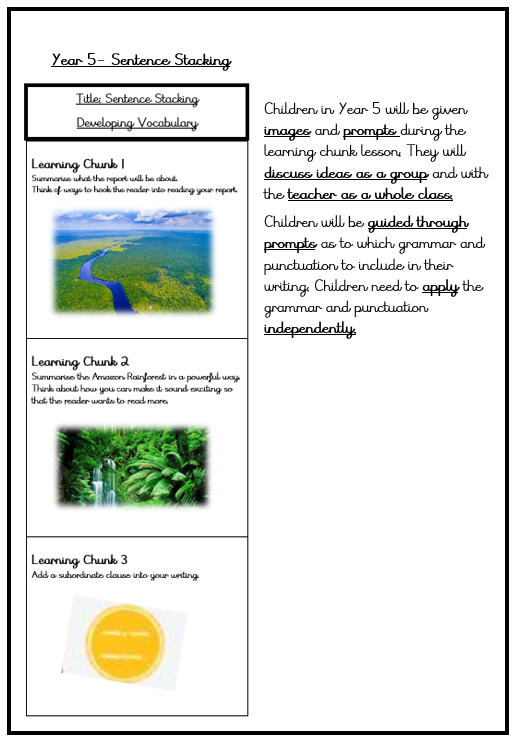 Year 5- Sentence Stacking
Title: Sentence Stacking
Developing Vocabulary
Learning Chunk 1
Summarise what the report will be about.
Think of ways to hook the reader into reading your report.
Learning Chunk 2
Summarise the Amazon Rainforest in a powerful way.
Think about how you can make it sound exciting so
that the reader wants to read more.
Learning Chunk 3
Add a subordinate clause into your writing.
Children in Year 5 will be given
images and prompts during the
learning chunk lesson. They will
discuss ideas as a group and with
the teacher as a whole class.
Children will be guided through
prompts as to which grammar and
punctuation to include in their
writing. Children need to apply the
grammar and punctuation
independently.